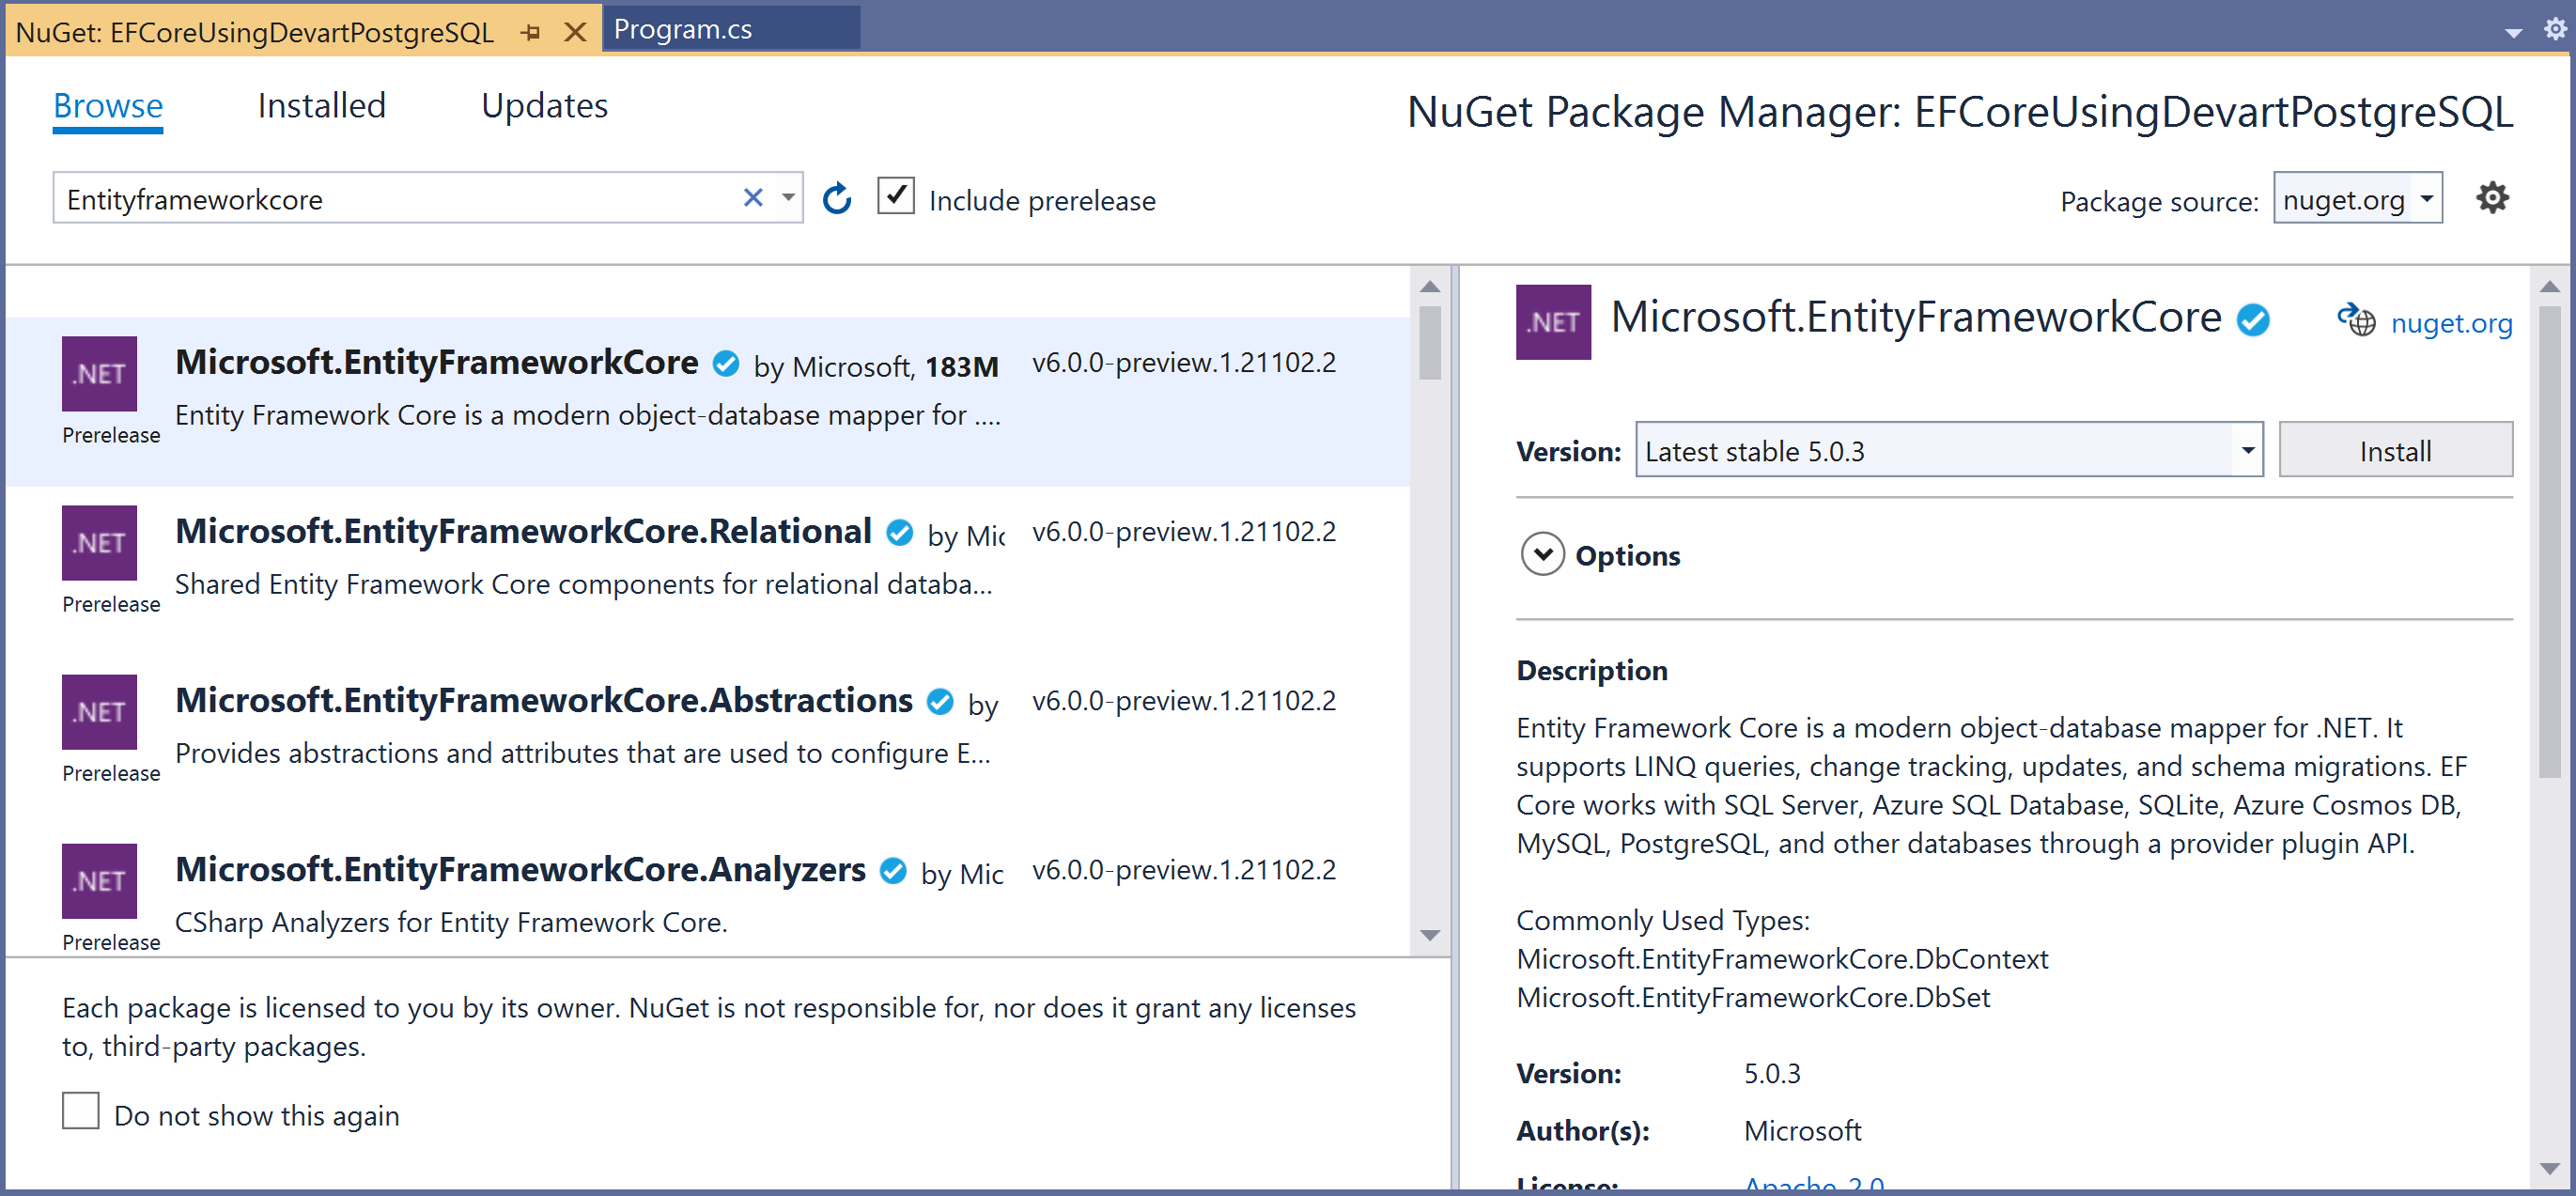 NuGet: EFCoreUsingDevartPostgreSQL
Program.cs
Browse
Installed
Updates
NuGet Package Manager: EFCoreUsingDevartPostgreSQL
Entityframeworkcore
Include prerelease
Package source:
nuget.org
.NET
Microsoft.EntityFrameworkCore
by Microsoft, 183M
v6.0.0-preview.1.21102.2
Entity Framework Core is a modern object-database mapper for ....
Prerelease
.NET
Microsoft.EntityFrameworkCore.Relational
by Mic
v6.0.0-preview.1.21102.2
Shared Entity Framework Core components for relational databa...
Prerelease
.NET
Microsoft.EntityFrameworkCore.Abstractions
by
v6.0.0-preview.1.21102.2
Provides abstractions and attributes that are used to configure E...
Prerelease
.NET
Microsoft.EntityFrameworkCore.Analyzers
by Mic
v6.0.0-preview.1.21102.2
CSharp Analyzers for Entity Framework Core.
Prerelease
Each package is licensed to you by its owner. NuGet is not responsible for, nor does it grant any licenses
to, third-party packages.
Do not show this again
.NET
Microsoft.EntityFrameworkCore
nuget.org
Version:
Latest stable 5.0.3
Install
Options
Description
Entity Framework Core is a modern object-database mapper for .NET. It
supports LINQ queries, change tracking, updates, and schema migrations. EF
Core works with SQL Server, Azure SQL Database, SQLite, Azure Cosmos DB,
MySQL, PostgreSQL, and other databases through a provider plugin API.
Commonly Used Types:
Microsoft.EntityFrameworkCore.DbContext
Microsoft.EntityFrameworkCore.DbSet
Version:
5.0.3
Author(s):
Microsoft
License:
Apache-2.0